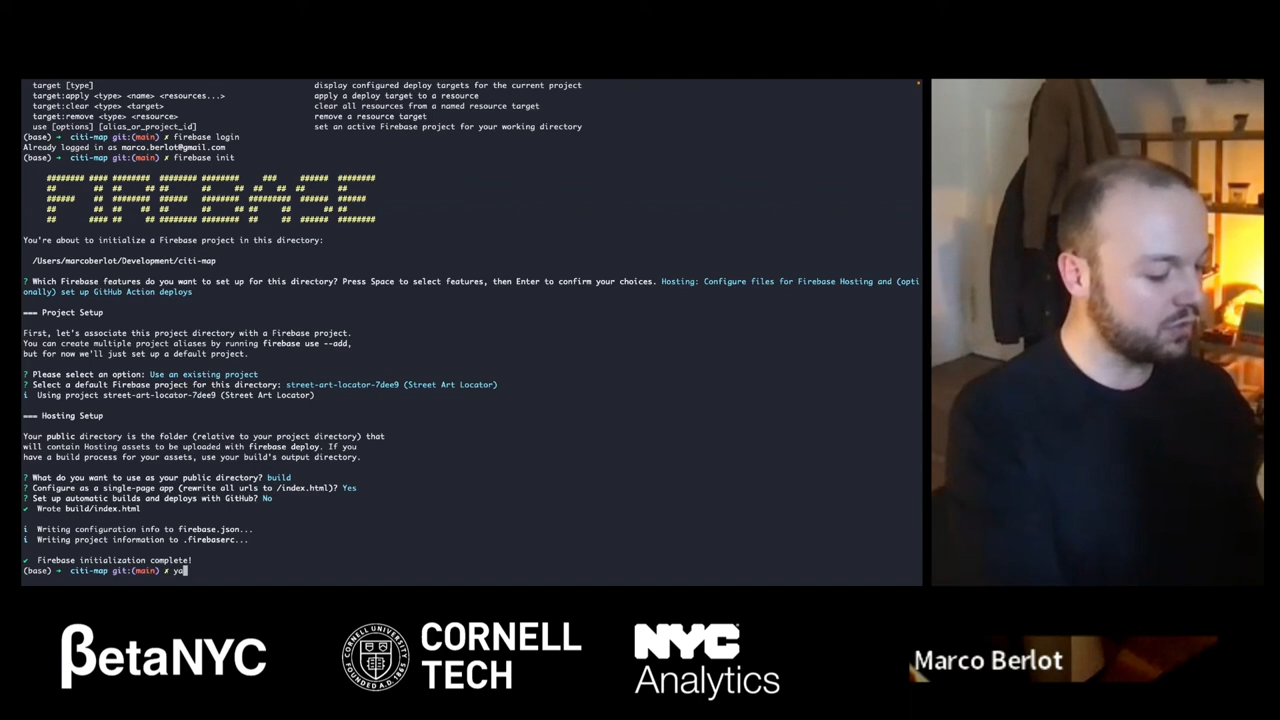 target [type] display configured deploy targets for the current project
target:apply <type> <name> <resources...> apply a deploy target to a resource
target:clear <type> <target> clear all resources from a named resource target
target:remove <type> <resource> remove a resource target
use [options] [alias_or_project_id] set an active Firebase project for your working directory
(base) ➜ citi-map git:(main) ✗ firebase login
Already logged in as marco.berlot@gmail.com
(base) ➜ citi-map git:(main) ✗ firebase init
FIREBASE
You're about to initialize a Firebase project in this directory:
/Users/marcoberlot/Development/citi-map
? Which Firebase features do you want to set up for this directory? Press Space to select features, then Enter to confirm your choices. Hosting: Configure files for Firebase Hosting and (opti
onally) set up GitHub Action deploys
=== Project Setup
First, let's associate this project directory with a Firebase project.
You can create multiple project aliases by running firebase use --add,
but for now we'll just set up a default project.
? Please select an option: Use an existing project
? Select a default Firebase project for this directory: street-art-locator-7dee9 (Street Art Locator)
i Using project street-art-locator-7dee9 (Street Art Locator)
=== Hosting Setup
Your public directory is the folder (relative to your project directory) that
will contain Hosting assets to be uploaded with firebase deploy. If you
have a build process for your assets, use your build's output directory.
? What do you want to use as your public directory? build
? Configure as a single-page app (rewrite all urls to /index.html)? Yes
? Set up automatic builds and deploys with GitHub? No
✔ Wrote build/index.html
i Writing configuration info to firebase.json...
i Writing project information to .firebaserc...
✔ Firebase initialization complete!
(base) ➜ citi-map git:(main) ✗ ya
βetaNYC
CORNELL
TECH
NYC
Analytics
Marco Berlot